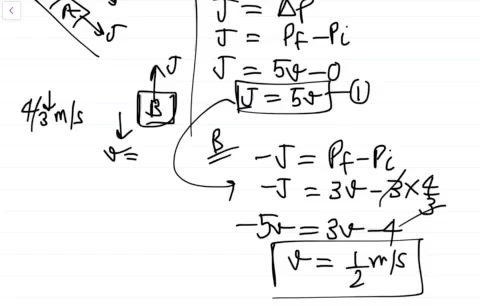 J = Δp
J = Pf - Pi
J = 5v - 0
J = 5v - ①
J
J
4/3 m/s
B
v =
B
-J = Pf - Pi
-J = 3v - 3 × 4/3
-5v = 3v - 4
v = 1/2 m/s